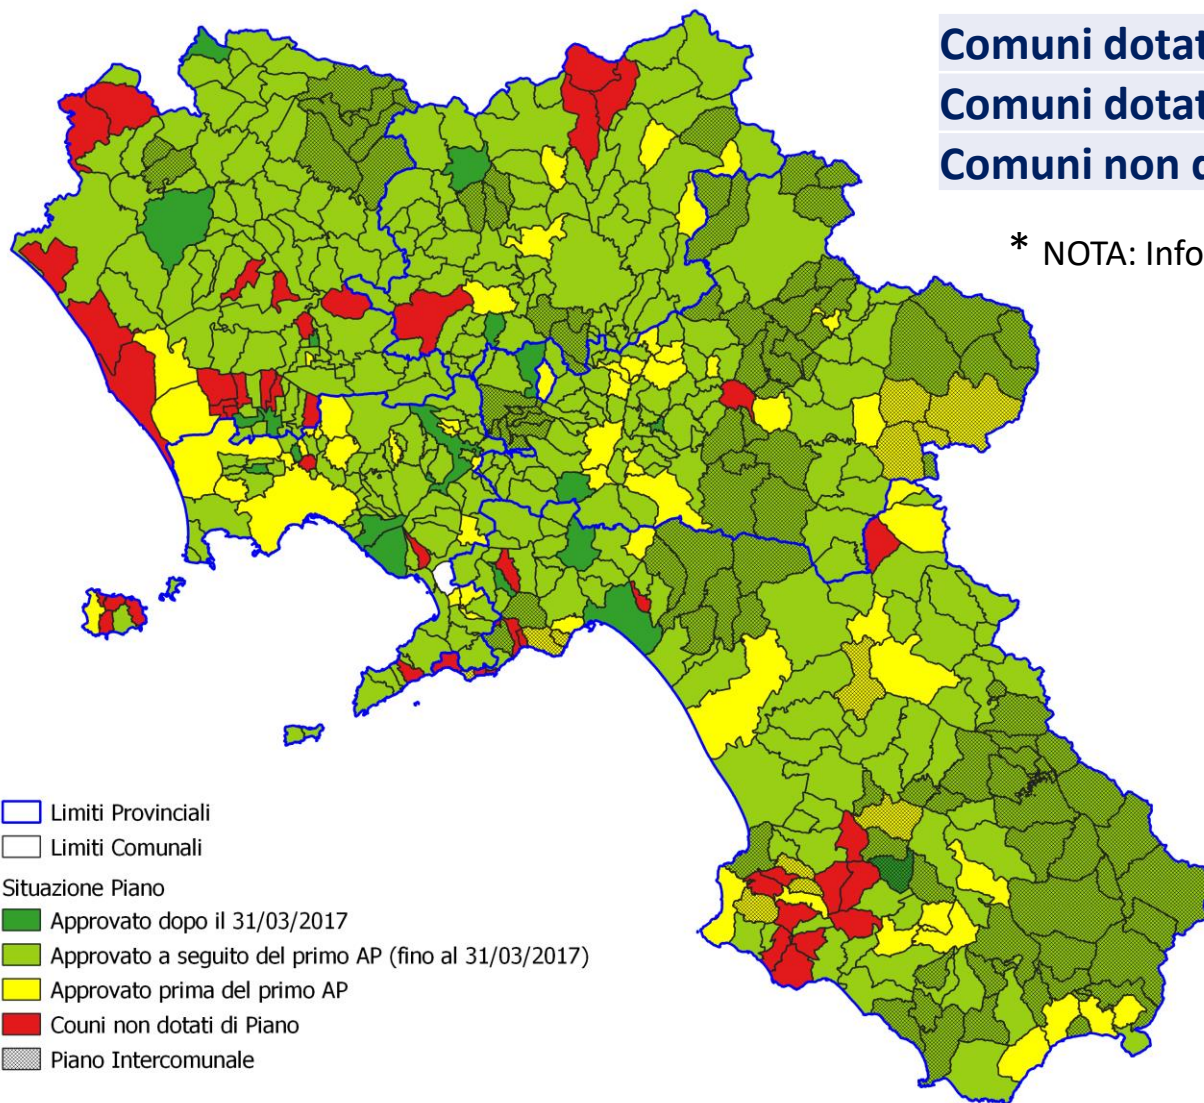 Comuni dotat
Comuni dotat
Comuni non d
* NOTA: Info
Limiti Provinciali
Limiti Comunali
Situazione Piano
Approvato dopo il 31/03/2017
Approvato a seguito del primo AP (fino al 31/03/2017)
Approvato prima del primo AP
Couni non dotati di Piano
Piano Intercomunale